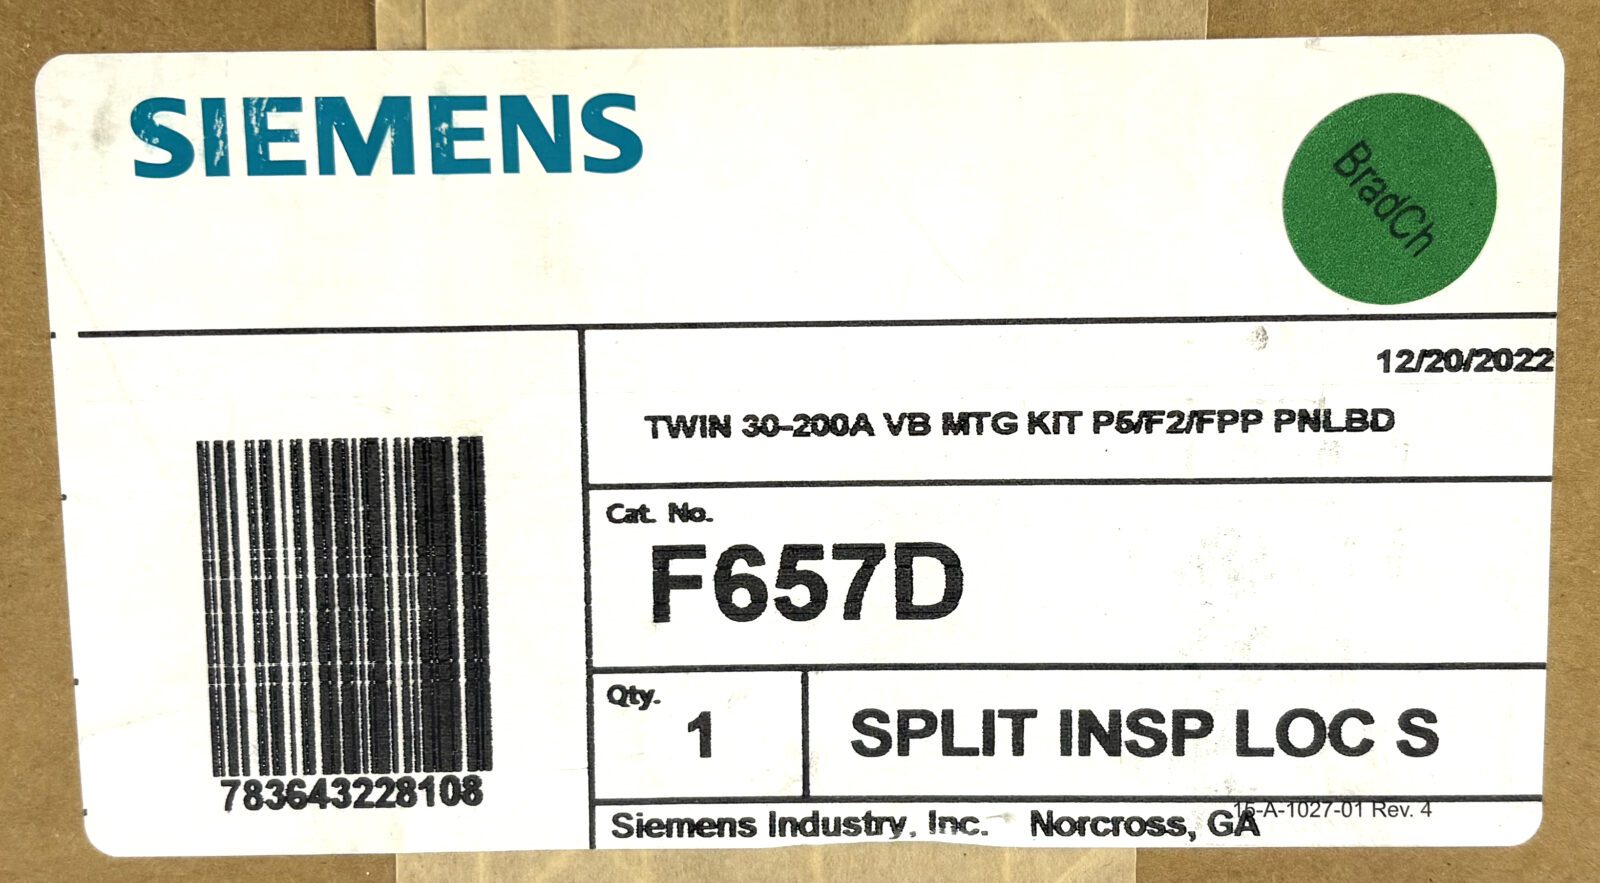 SIEMENS
BradCh
12/20/2022
TWIN 30-200A VB MTG KIT P5/F2/FPP PNLBD
Cat. No.
F657D
Qty.
1
SPLIT INSP LOC S
783643228108
Siemens Industry, Inc. Norcross, GA
15-A-1027-01 Rev. 4